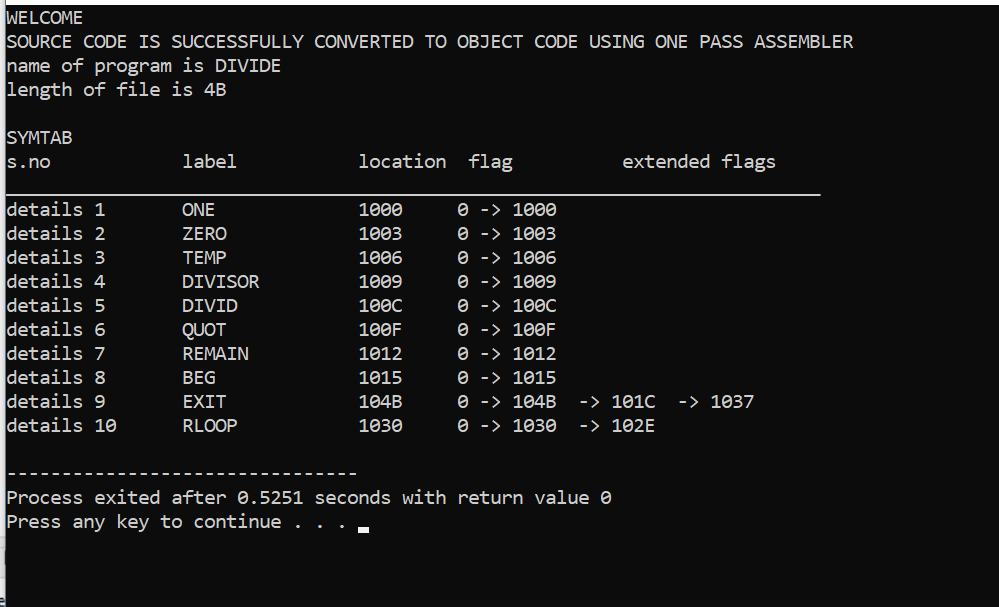 WELCOME
SOURCE CODE IS SUCCESSFULLY CONVERTED TO OBJECT CODE USING ONE PASS ASSEMBLER
name of program is DIVIDE
length of file is 4B
SYMTAB
s.no label location flag extended flags
details 1 ONE 1000 0 -> 1000
details 2 ZERO 1003 0 -> 1003
details 3 TEMP 1006 0 -> 1006
details 4 DIVISOR 1009 0 -> 1009
details 5 DIVID 100C 0 -> 100C
details 6 QUOT 100F 0 -> 100F
details 7 REMAIN 1012 0 -> 1012
details 8 BEG 1015 0 -> 1015
details 9 EXIT 104B 0 -> 104B -> 101C -> 1037
details 10 RLOOP 1030 0 -> 1030 -> 102E
--------------------------------
Process exited after 0.5251 seconds with return value 0
Press any key to continue . . .